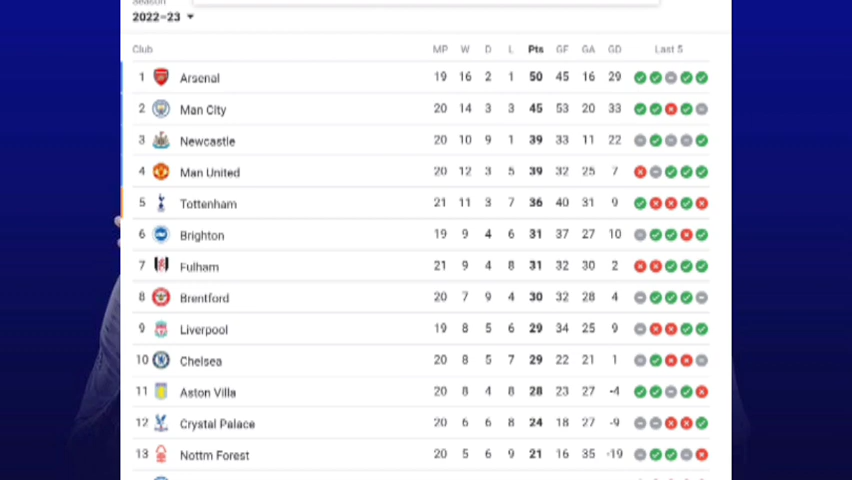 Season
2022-23
Club MP W D L Pts GF GA GD Last 5
1 Arsenal 19 16 2 1 50 45 16 29
2 Man City 20 14 3 3 45 53 20 33
3 Newcastle 20 10 9 1 39 33 11 22
4 Man United 20 12 3 5 39 32 25 7
5 Tottenham 21 11 3 7 36 40 31 9
6 Brighton 19 9 4 6 31 37 27 10
7 Fulham 21 9 4 8 31 32 30 2
8 Brentford 20 7 9 4 30 32 28 4
9 Liverpool 19 8 5 6 29 34 25 9
10 Chelsea 20 8 5 7 29 22 21 1
11 Aston Villa 20 8 4 8 28 23 27 -4
12 Crystal Palace 20 6 6 8 24 18 27 -9
13 Nottm Forest 20 5 6 9 21 16 35 -19